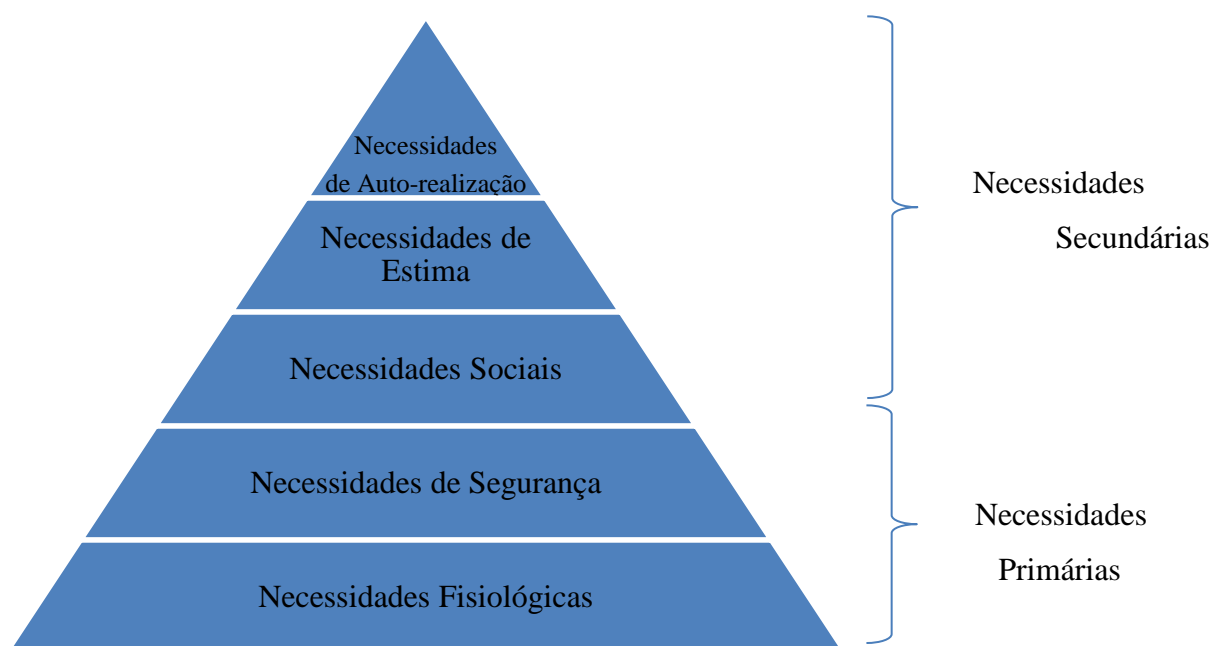 Necessidades
de Auto-realização
Necessidades de
Estima
Necessidades Sociais
Necessidades de Segurança
Necessidades Fisiológicas
Necessidades
Secundárias
Necessidades
Primárias